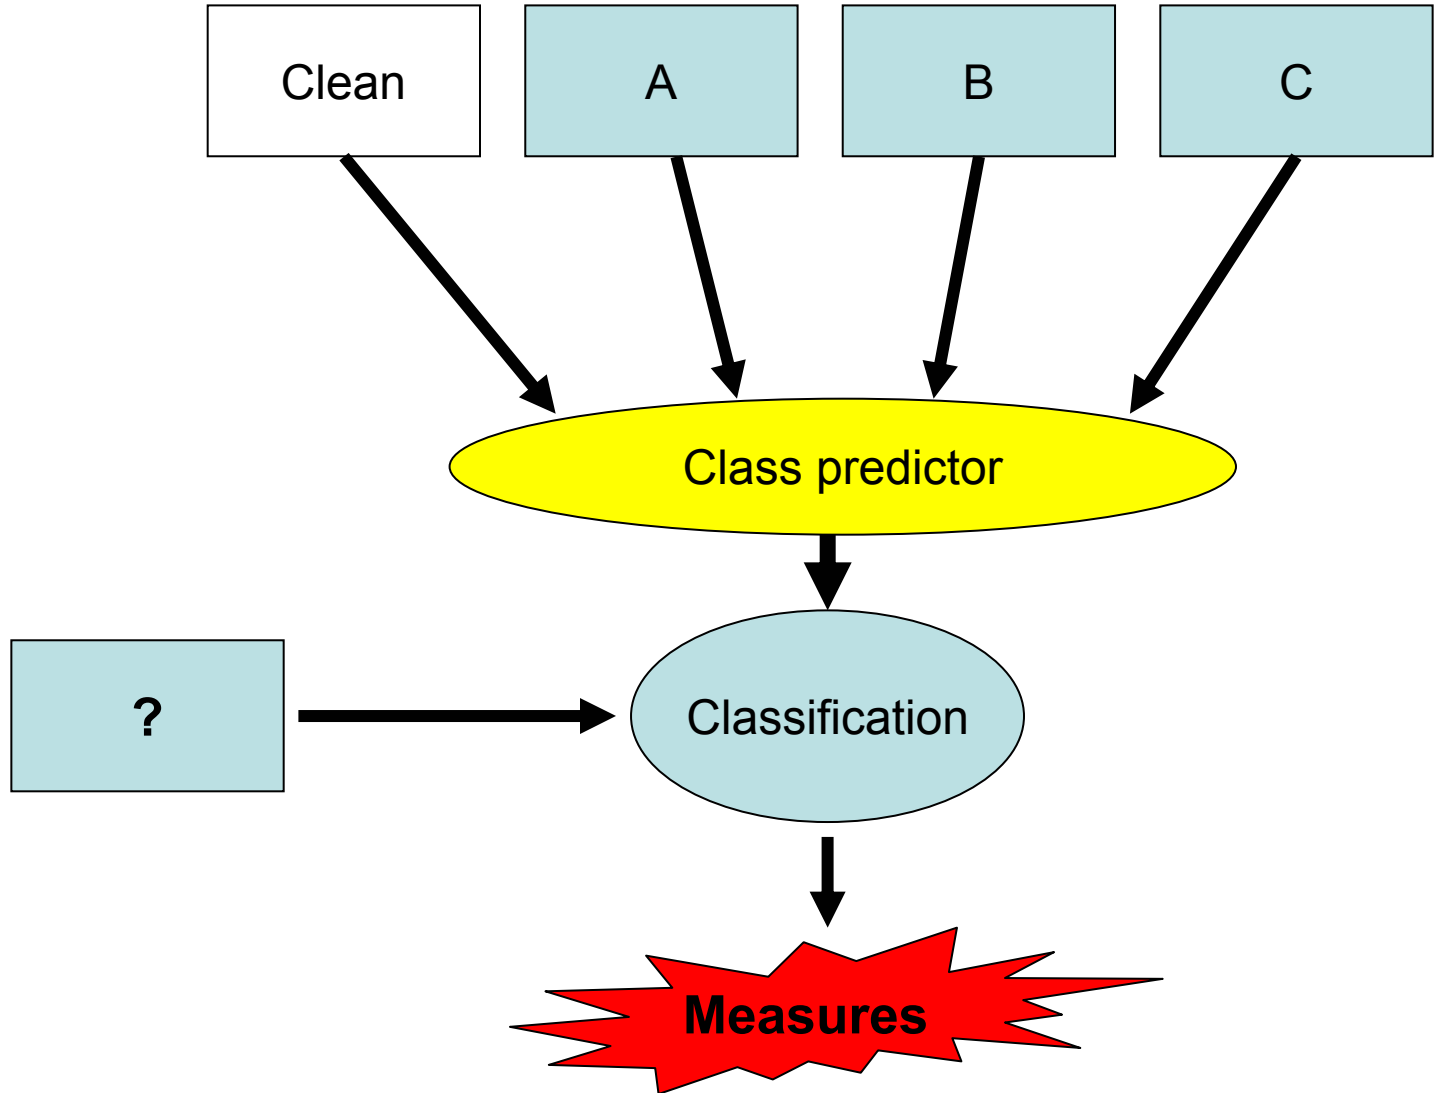 Clean
A
B
C
Class predictor
?
Classification
Measures